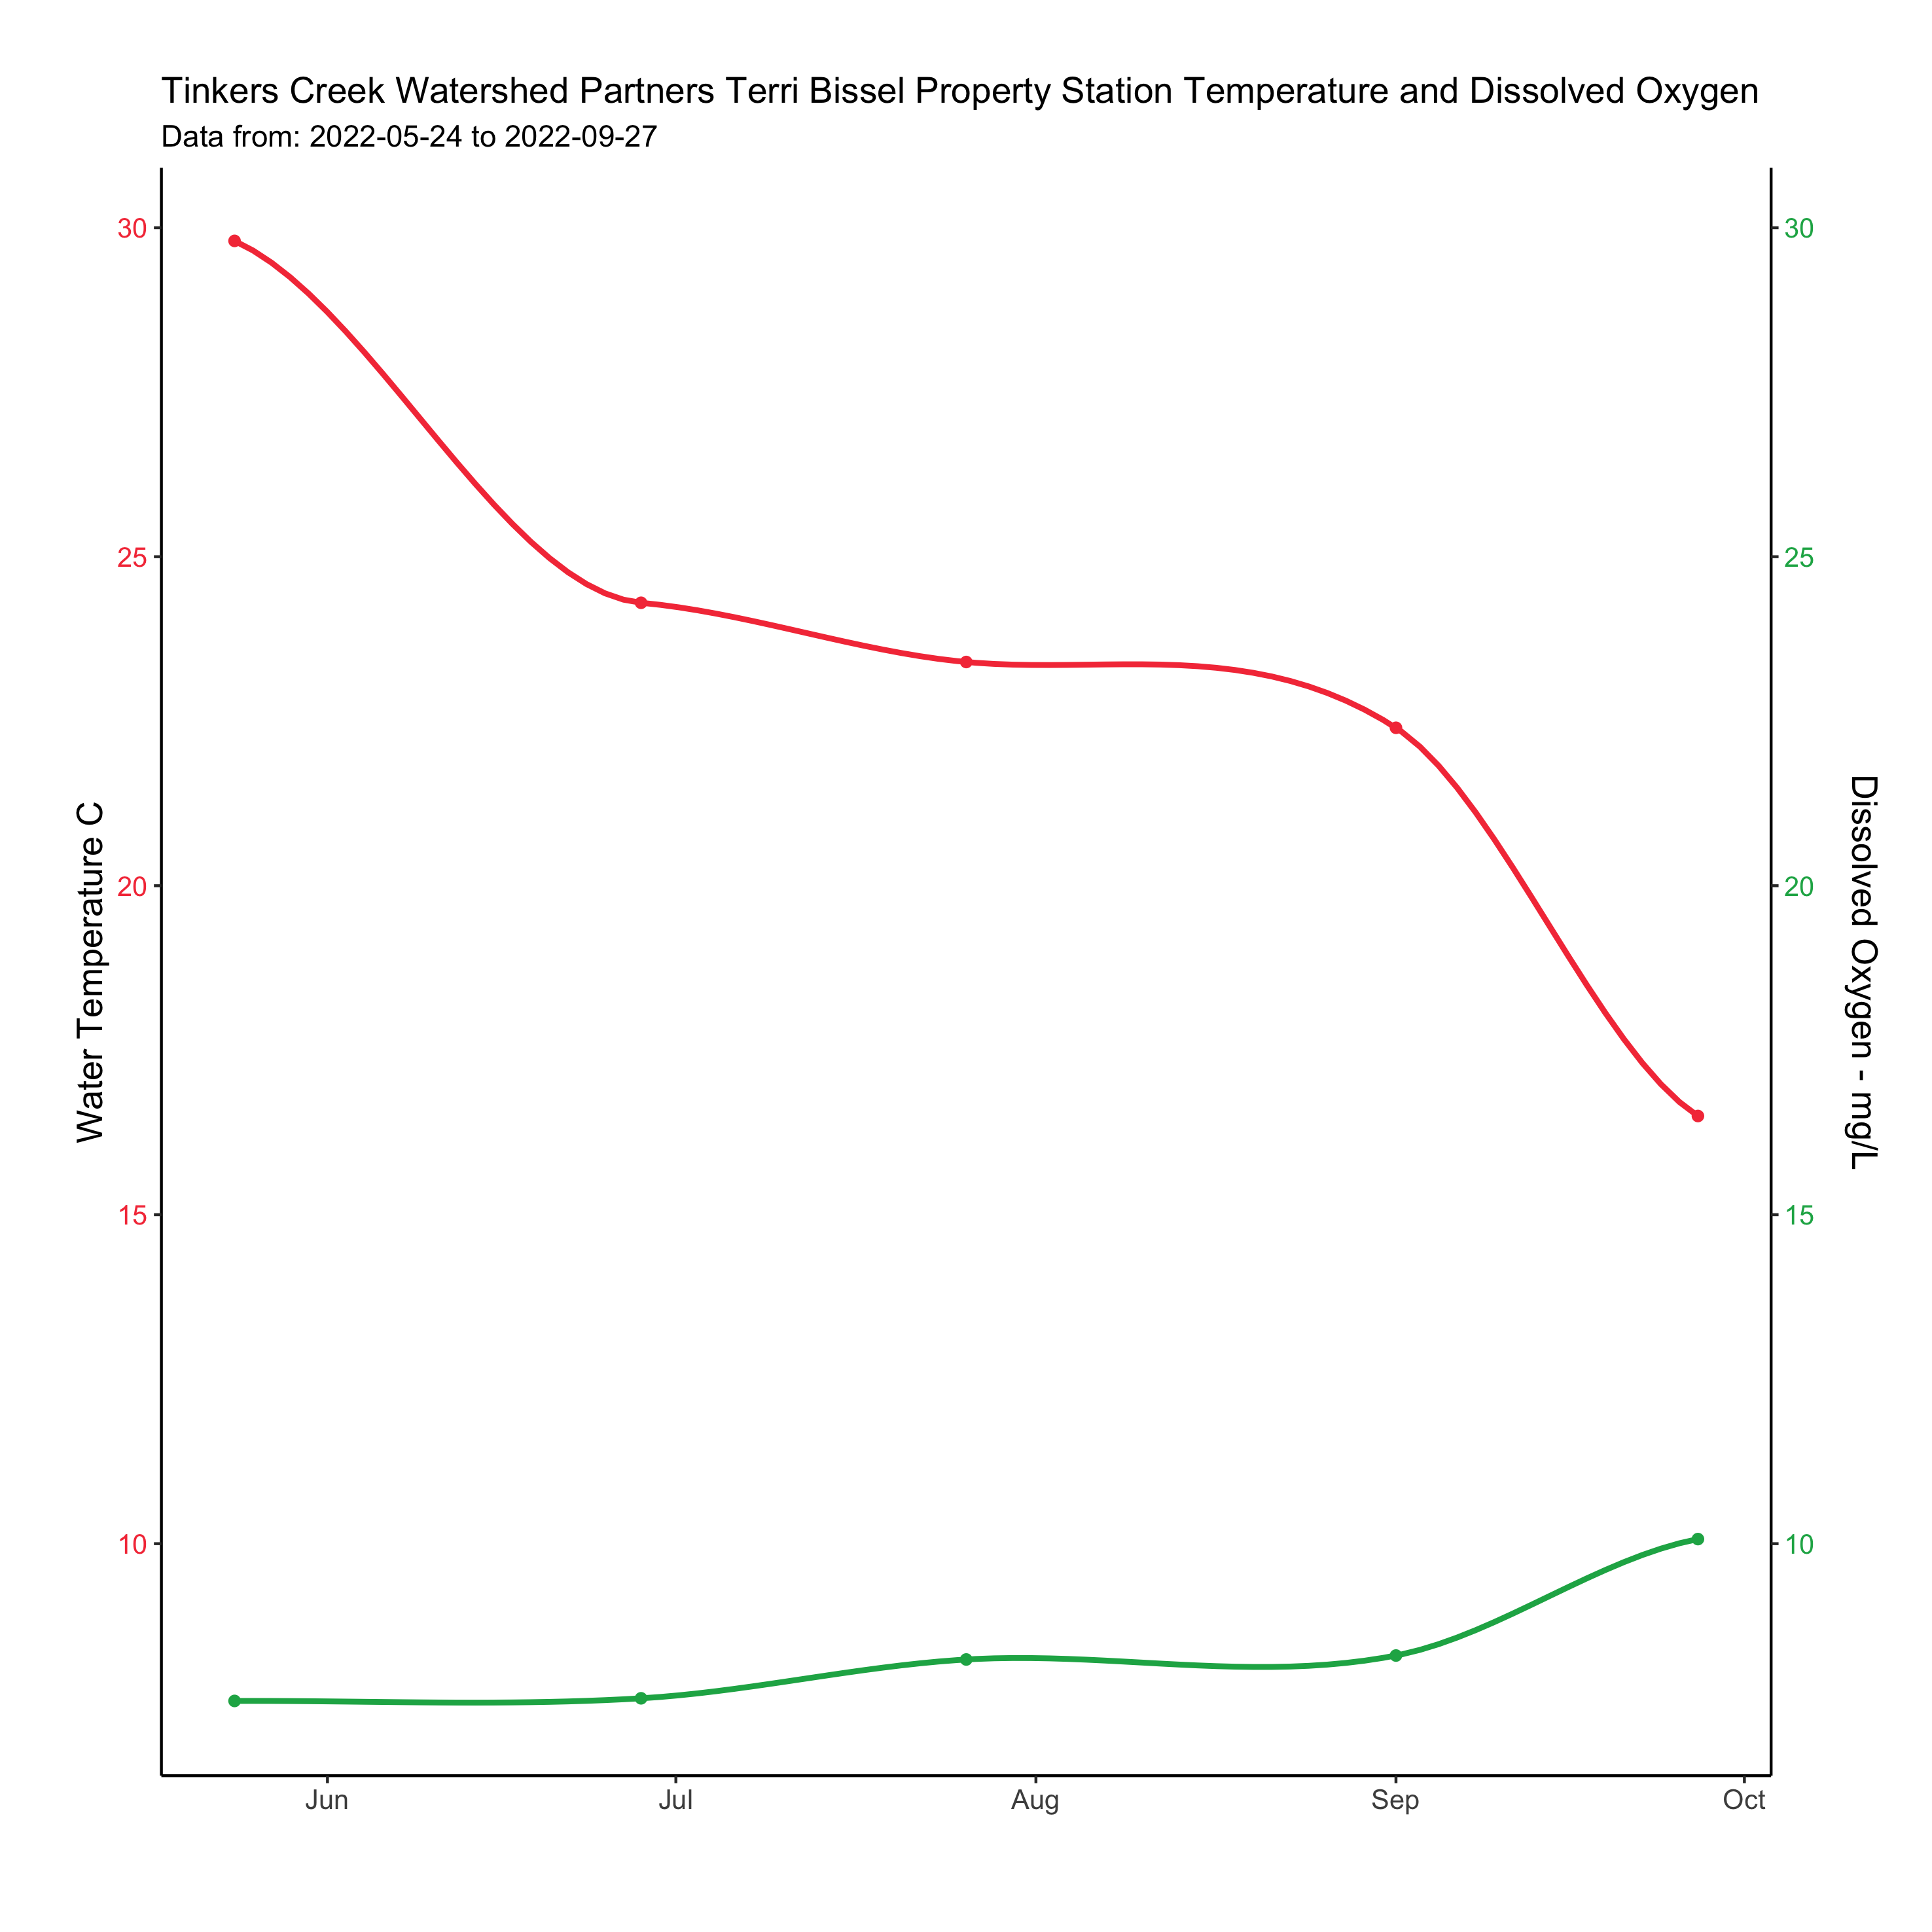 Tinkers Creek Watershed Partners Terri Bissel Property Station Temperature and Dissolved Oxygen
Data from: 2022-05-24 to 2022-09-27
Water Temperature C
30
25
20
15
10
30
25
20
15
10
Dissolved Oxygen - mg/L
Jun
Jul
Aug
Sep
Oct